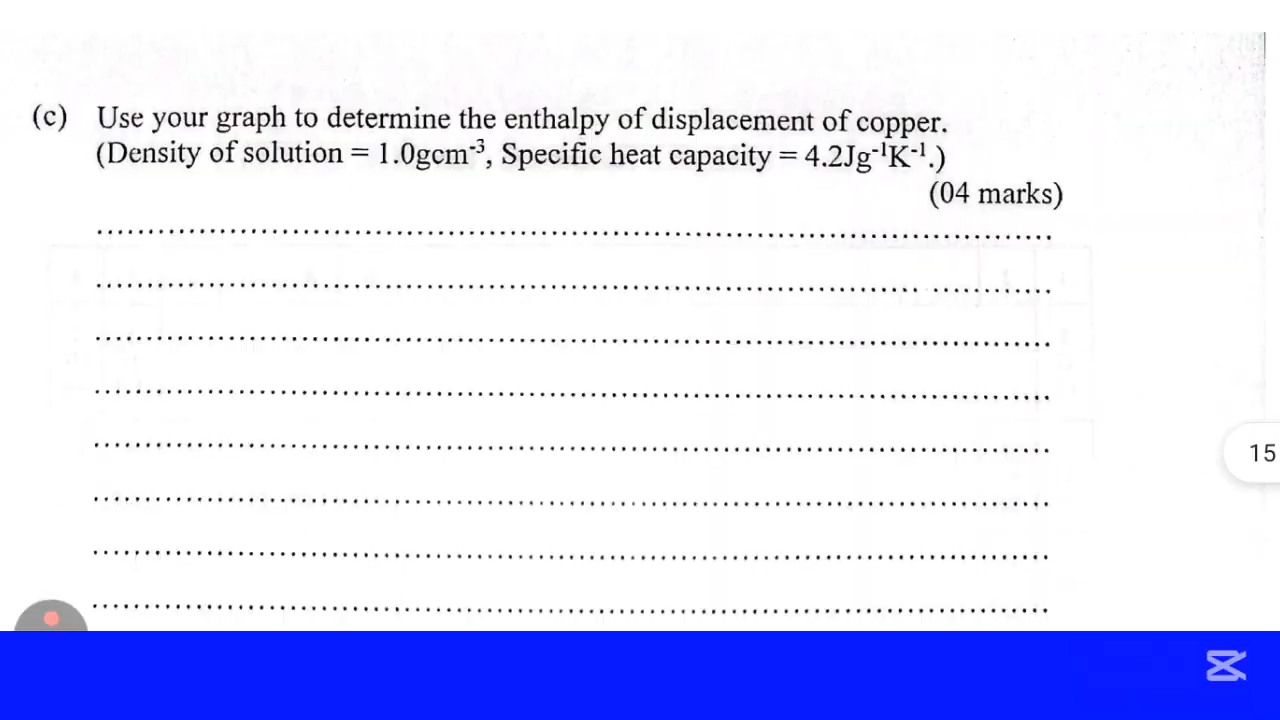 (c) Use your graph to determine the enthalpy of displacement of copper.
(Density of solution = 1.0gcm⁻³, Specific heat capacity = 4.2Jg⁻¹K⁻¹.)
(04 marks)
15